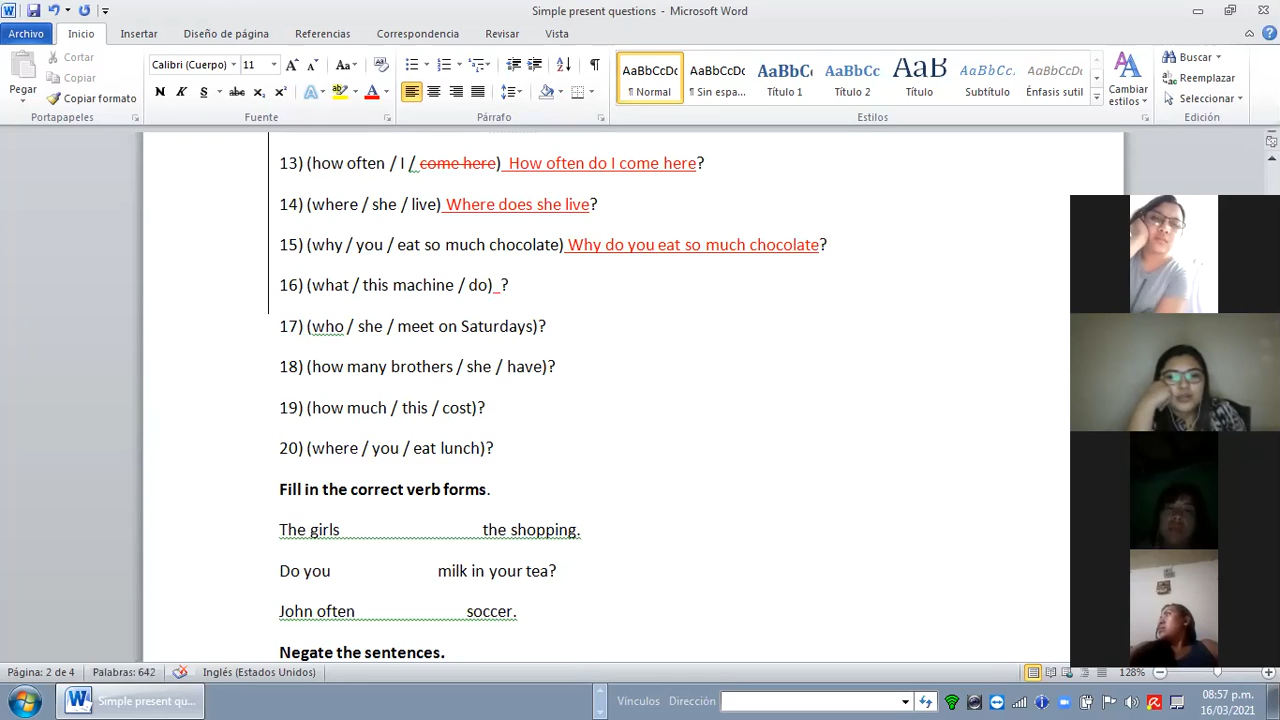 Simple present questions - Microsoft Word
Archivo Inicio Insertar Diseño de página Referencias Correspondencia Revisar Vista
Pegar
Cortar
Copiar
Copiar formato
Portapapeles
Calibri (Cuerpo) 11
N K S abc x₂ x² A A
Fuente
Párrafo
AaBbCcDc AaBbCcDc AaBbC AaBbCc AaB AaBbCc. AaBbCcDc
¶ Normal ¶ Sin espa... Título 1 Título 2 Título Subtítulo Énfasis sutil
Cambiar estilos
Estilos
Buscar
Reemplazar
Seleccionar
Edición
13) (how often / I / come here) How often do I come here?
14) (where / she / live) Where does she live?
15) (why / you / eat so much chocolate) Why do you eat so much chocolate?
16) (what / this machine / do) _?
17) (who / she / meet on Saturdays)?
18) (how many brothers / she / have)?
19) (how much / this / cost)?
20) (where / you / eat lunch)?
Fill in the correct verb forms.
The girls the shopping.
Do you milk in your tea?
John often soccer.
Negate the sentences.
Página: 2 de 4 Palabras: 642 Inglés (Estados Unidos) 128%
Simple present qu... Vínculos Dirección 08:57 p.m.
16/03/2021